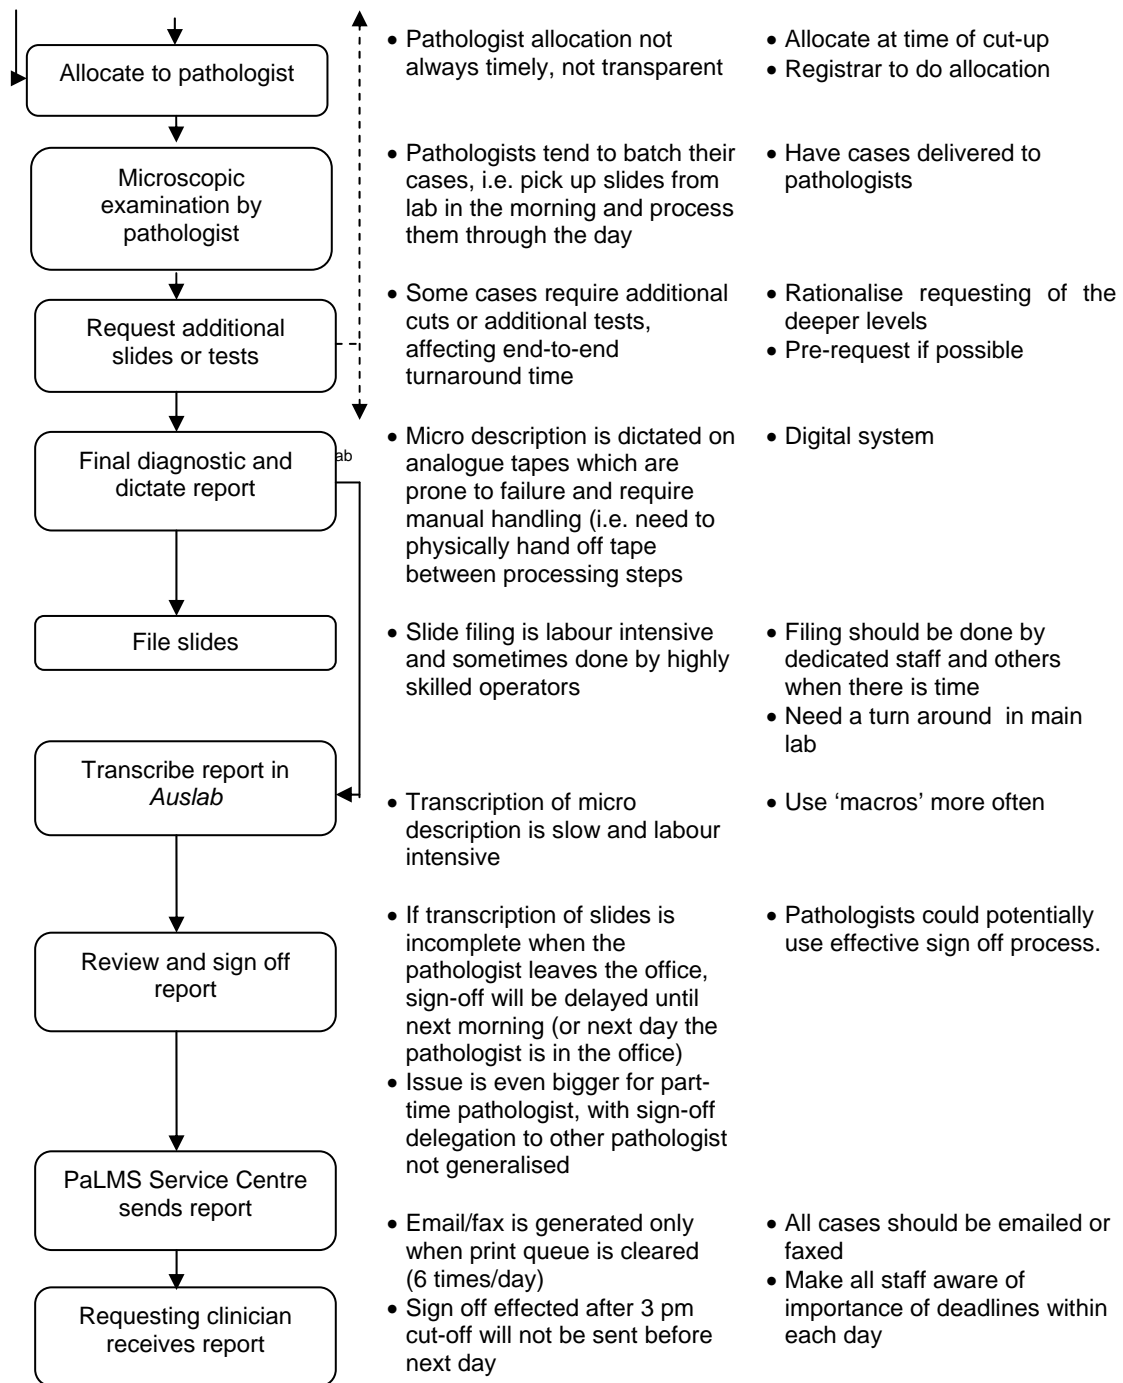 Allocate to pathologist
• Pathologist allocation not
always timely, not transparent
• Allocate at time of cut-up
• Registrar to do allocation
Microscopic
examination by
pathologist
• Pathologists tend to batch their
cases, i.e. pick up slides from
lab in the morning and process
them through the day
• Have cases delivered to
pathologists
Request additional
slides or tests
• Some cases require additional
cuts or additional tests,
affecting end-to-end
turnaround time
• Rationalise requesting of the
deeper levels
• Pre-request if possible
Final diagnostic and
dictate report
ab
• Micro description is dictated on
analogue tapes which are
prone to failure and require
manual handling (i.e. need to
physically hand off tape
between processing steps
• Digital system
File slides
• Slide filing is labour intensive
and sometimes done by highly
skilled operators
• Filing should be done by
dedicated staff and others
when there is time
• Need a turn around in main
lab
Transcribe report in
Auslab
• Transcription of micro
description is slow and labour
intensive
• Use ‘macros’ more often
Review and sign off
report
• If transcription of slides is
incomplete when the
pathologist leaves the office,
sign-off will be delayed until
next morning (or next day the
pathologist is in the office)
• Issue is even bigger for part-
time pathologist, with sign-off
delegation to other pathologist
not generalised
• Pathologists could potentially
use effective sign off process.
PaLMS Service Centre
sends report
• Email/fax is generated only
when print queue is cleared
(6 times/day)
• Sign off effected after 3 pm
cut-off will not be sent before
next day
• All cases should be emailed or
faxed
• Make all staff aware of
importance of deadlines within
each day
Requesting clinician
receives report